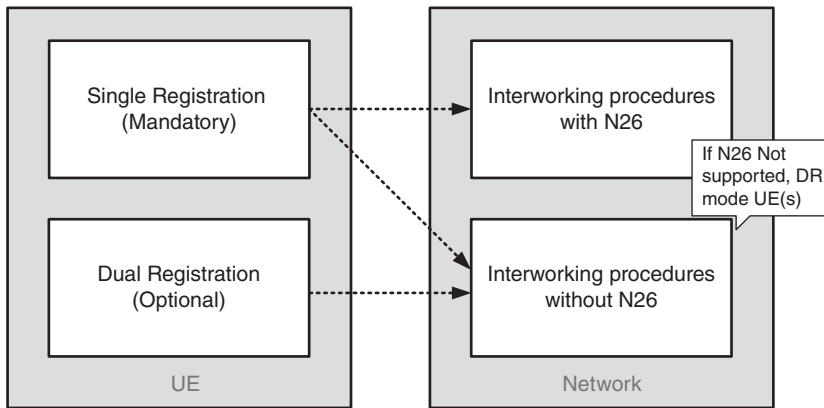 Single Registration
(Mandatory)
Dual Registration
(Optional)
UE
Interworking procedures
with N26
If N26 Not
supported, DR
mode UE(s)
Interworking procedures
without N26
Network